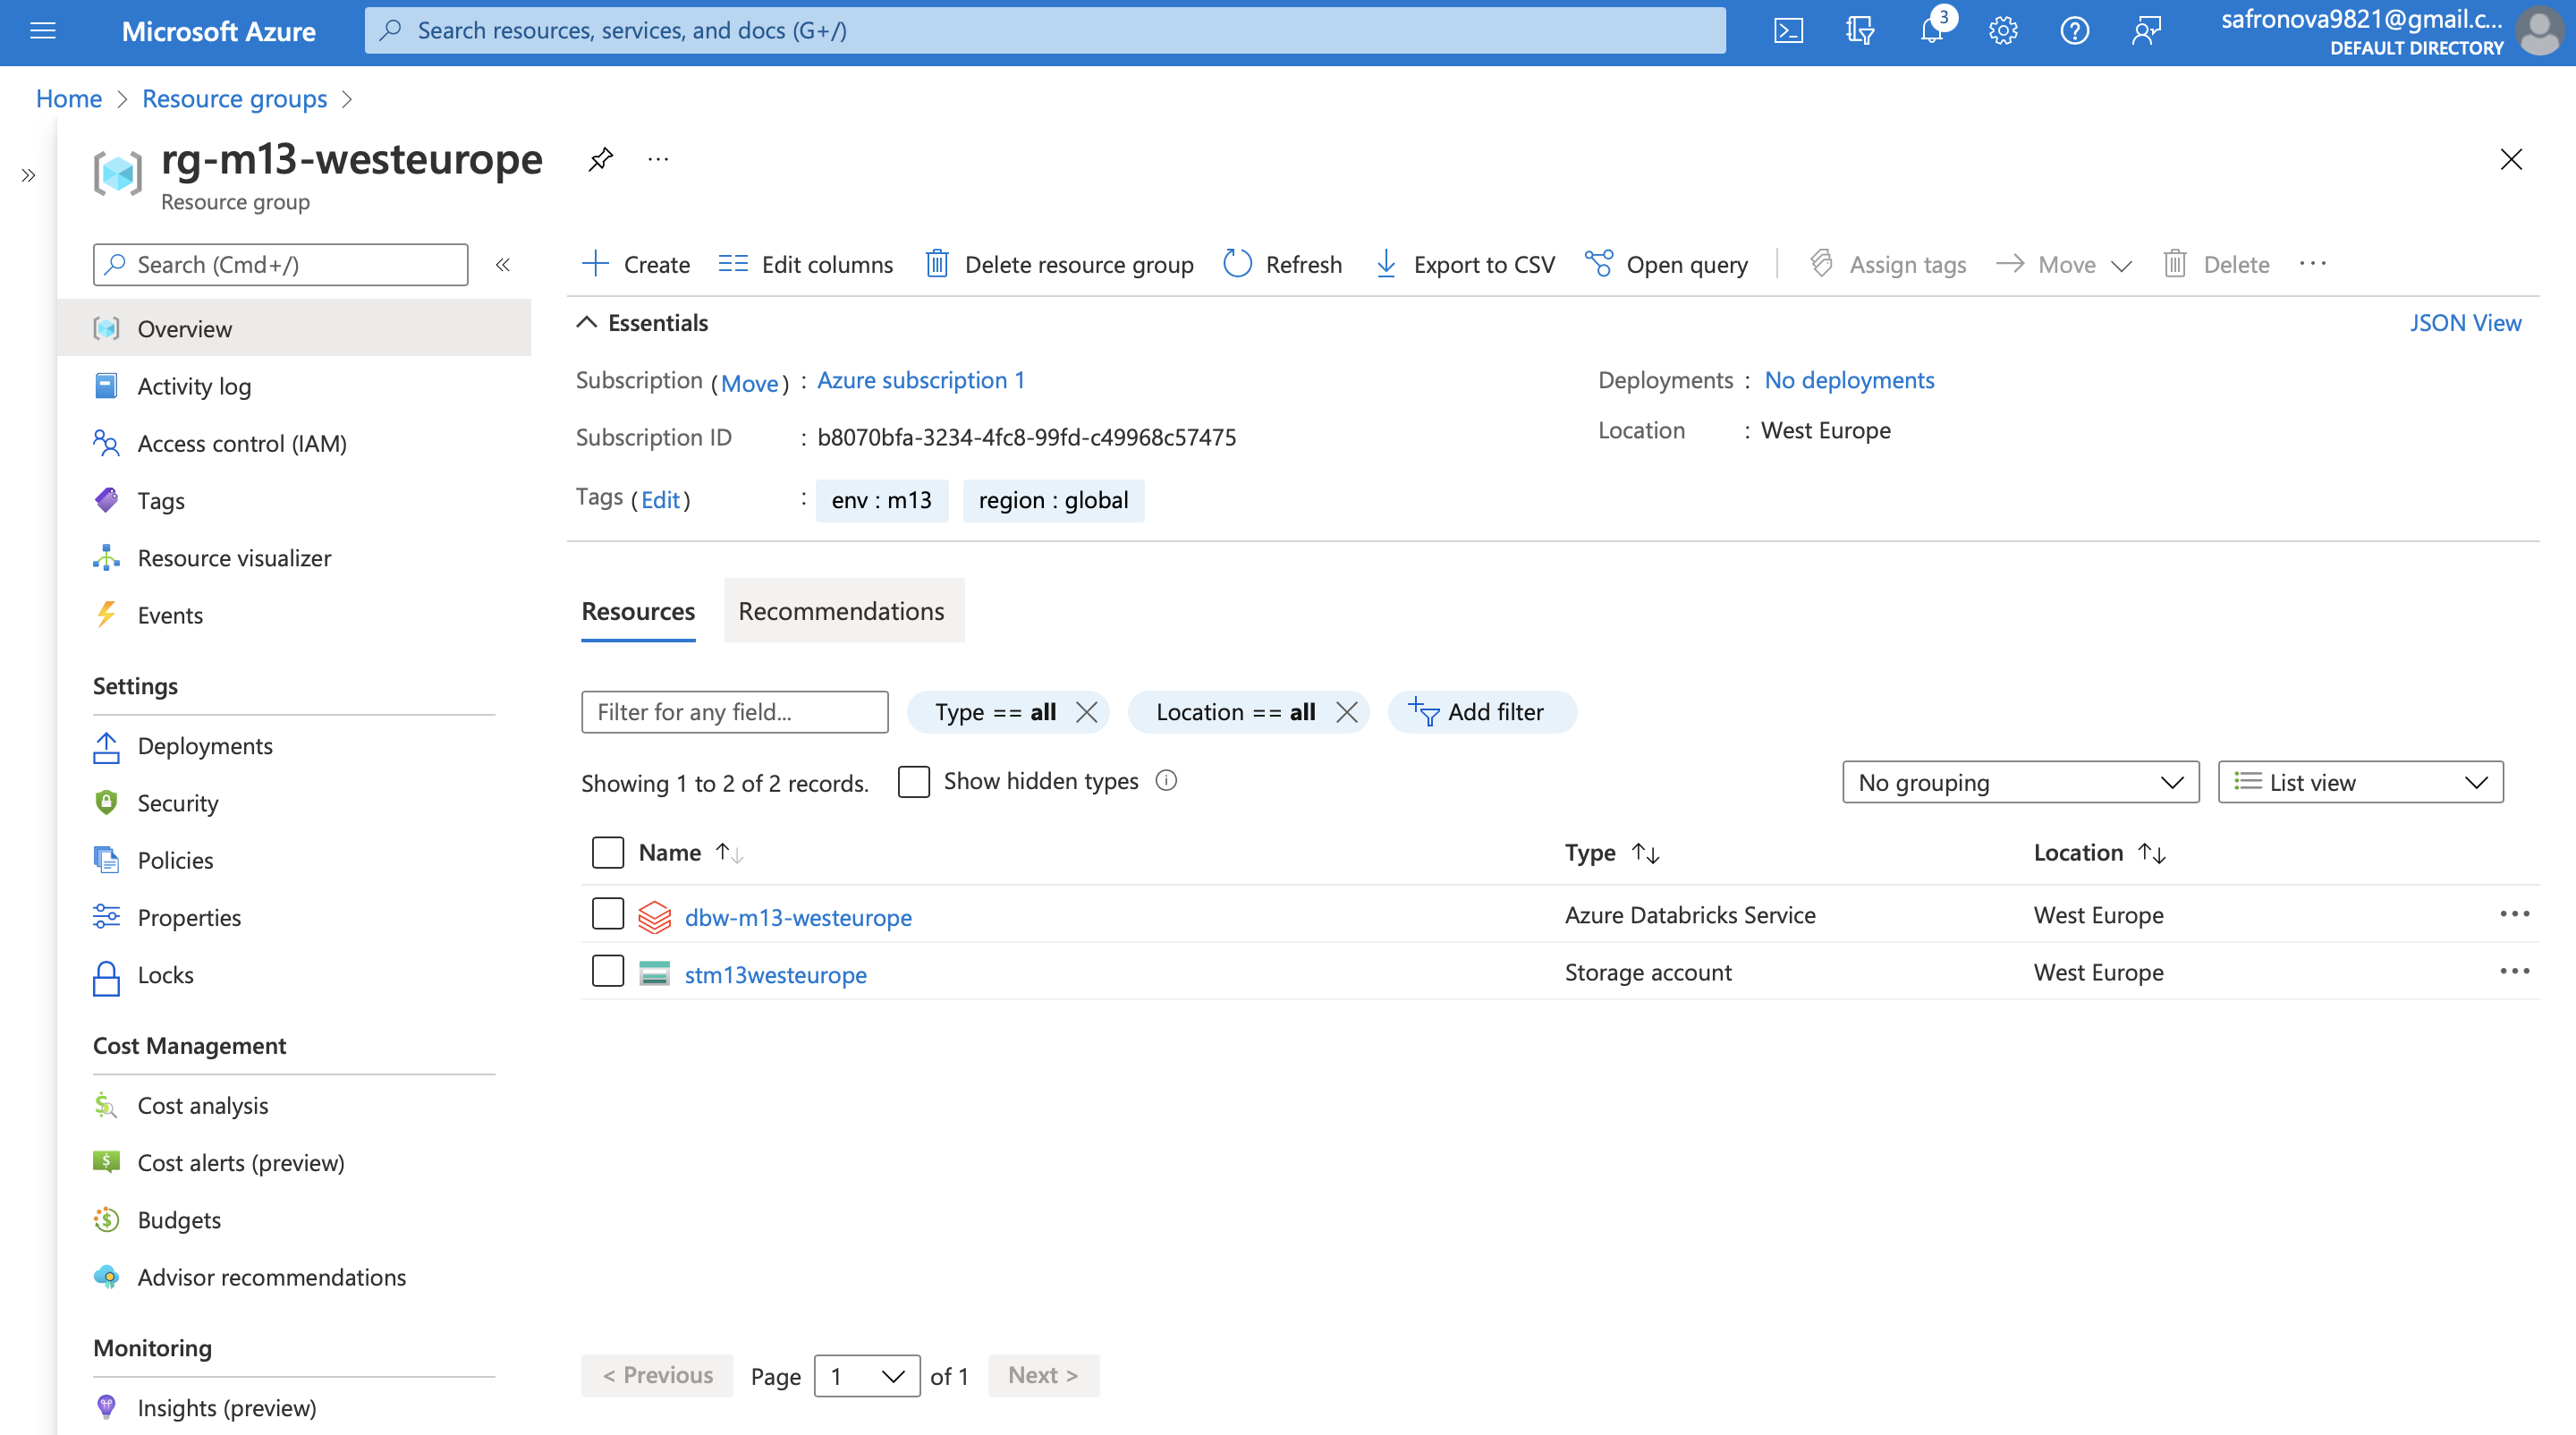 Microsoft Azure
Search resources, services, and docs (G+/)
3
safronova9821@gmail.c...
DEFAULT DIRECTORY
Home > Resource groups >
rg-m13-westeurope
Resource group
Search (Cmd+/)
Overview
Activity log
Access control (IAM)
Tags
Resource visualizer
Events
Settings
Deployments
Security
Policies
Properties
Locks
Cost Management
Cost analysis
Cost alerts (preview)
Budgets
Advisor recommendations
Monitoring
Insights (preview)
Create Edit columns Delete resource group Refresh Export to CSV Open query Assign tags Move Delete
Essentials JSON View
Subscription (Move) : Azure subscription 1
Subscription ID : b8070bfa-3234-4fc8-99fd-c49968c57475
Tags (Edit) : env : m13 region : global
Deployments : No deployments
Location : West Europe
Resources Recommendations
Filter for any field... Type == all Location == all Add filter
Showing 1 to 2 of 2 records. Show hidden types No grouping List view
Name Type Location
dbw-m13-westeurope Azure Databricks Service West Europe
stm13westeurope Storage account West Europe
< Previous Page 1 of 1 Next >